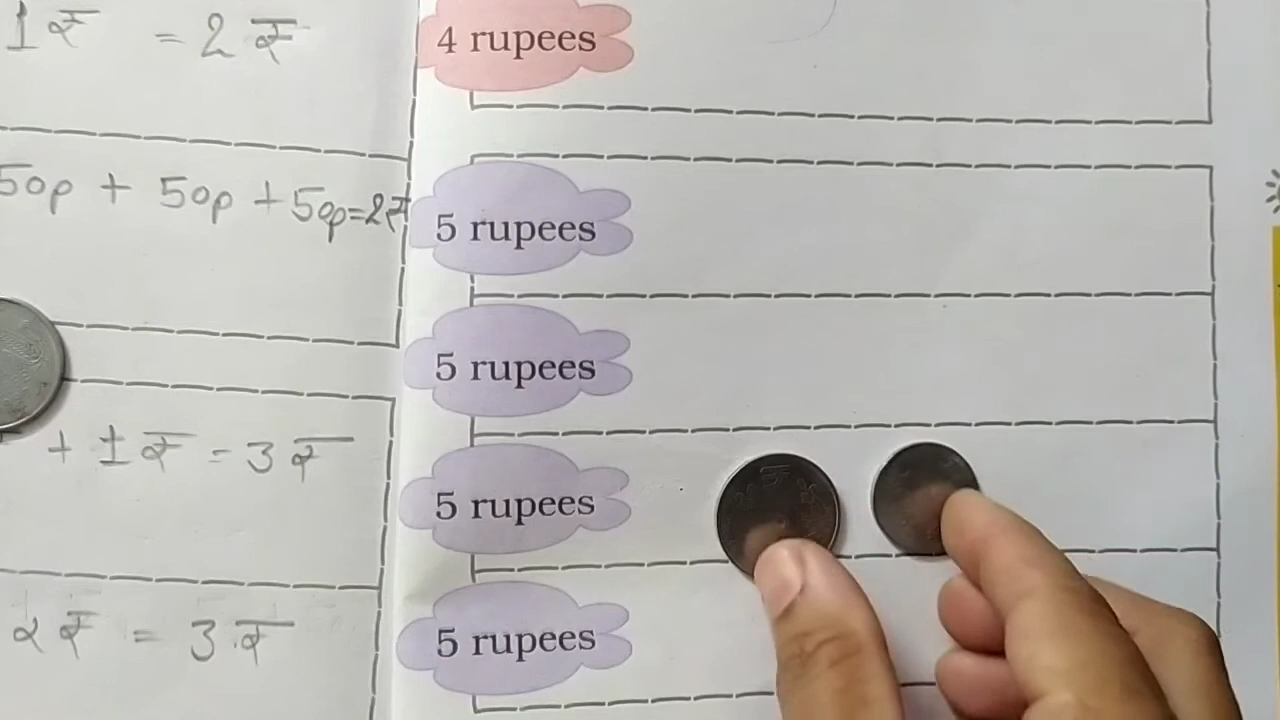 1₹ = 2₹
50p + 50p + 50p=2₹
+ 1₹ = 3₹
2₹ = 3₹
4 rupees
5 rupees
5 rupees
5 rupees
5 rupees